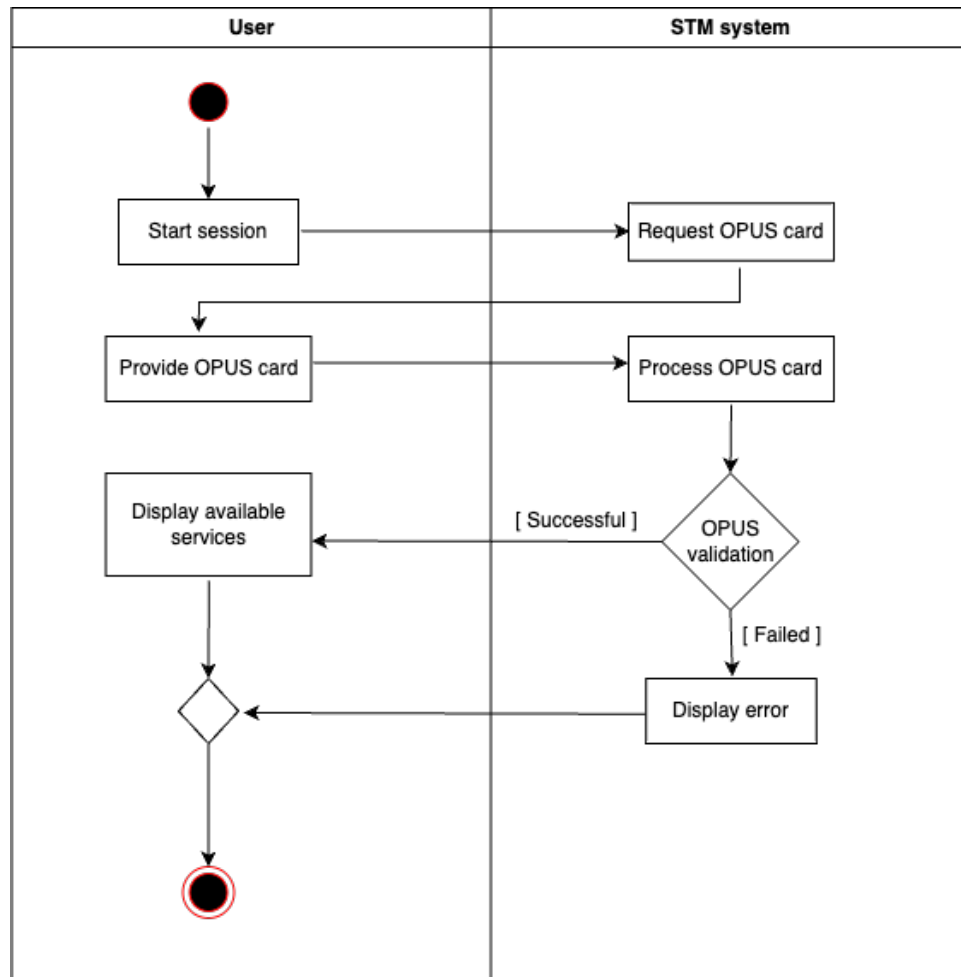 User
STM system
Start session
Request OPUS card
Provide OPUS card
Process OPUS card
Display available
services
[ Successful ]
OPUS
validation
[ Failed ]
Display error